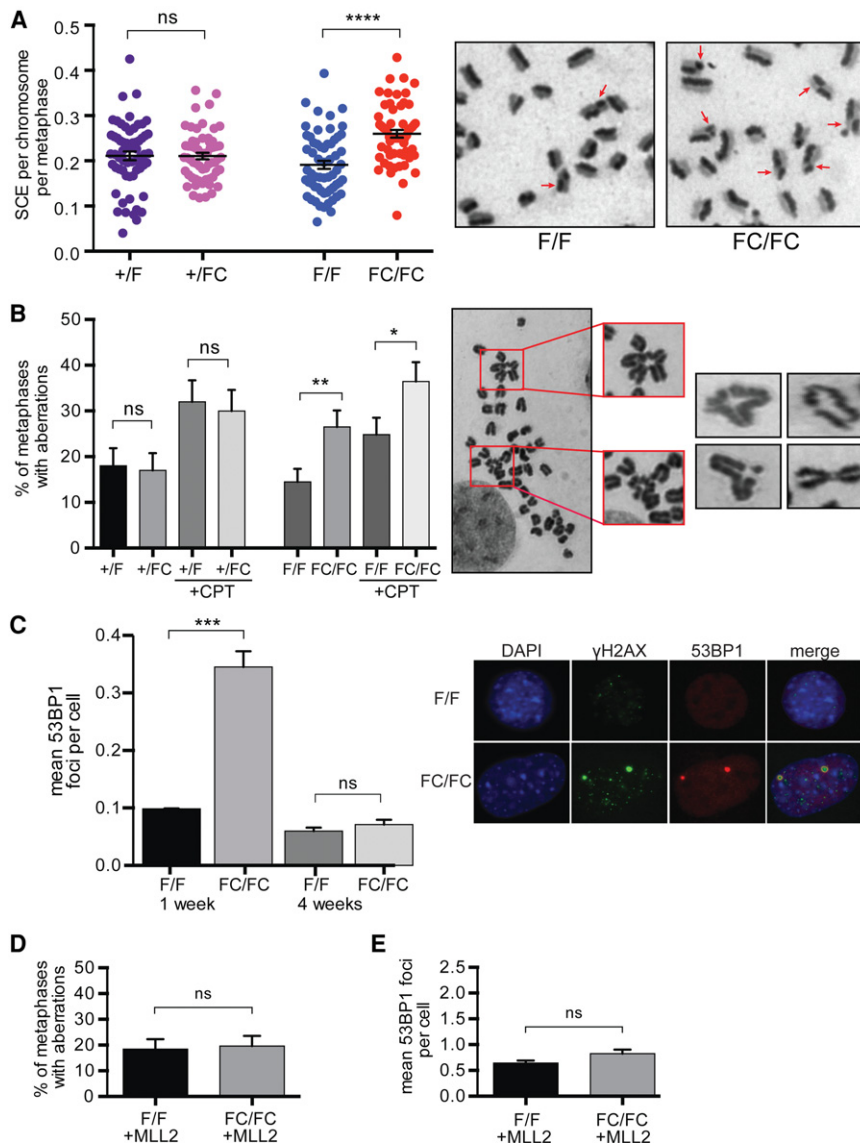 A
ns
****
SCE per chromosome
per metaphase
0.5
0.4
0.3
0.2
0.1
0.0
+/F
+/FC
F/F
FC/FC
F/F
FC/FC
B
% of metaphases
with aberrations
50
40
30
20
10
0
ns
ns
**
*
+/F
+/FC
+/F
+/FC
+CPT
F/F
FC/FC
F/F
FC/FC
+CPT
C
mean 53BP1
foci per cell
0.4
0.3
0.2
0.1
0.0
***
ns
F/F
FC/FC
F/F
FC/FC
1 week
4 weeks
DAPI
γH2AX
53BP1
merge
F/F
FC/FC
D
% of metaphases
with aberrations
50
40
30
20
10
0
ns
F/F
+MLL2
FC/FC
+MLL2
E
mean 53BP1 foci
per cell
2.5
2.0
1.5
1.0
0.5
0.0
ns
F/F
+MLL2
FC/FC
+MLL2